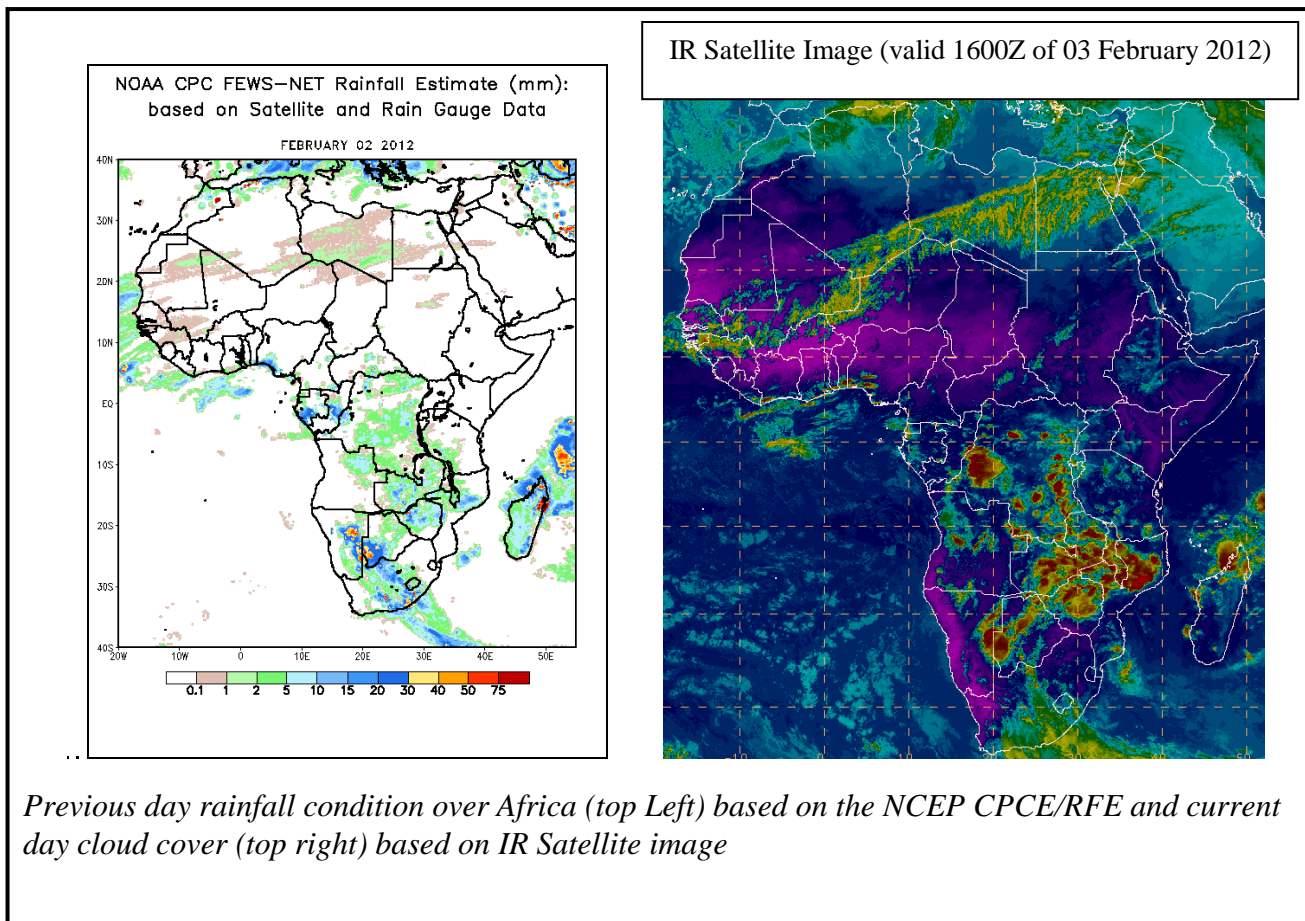 IR Satellite Image (valid 1600Z of 03 February 2012)
NOAA CPC FEWS-NET Rainfall Estimate (mm):
based on Satellite and Rain Gauge Data
FEBRUARY 02 2012
40N
30N
20N
10N
EQ
10S
20S
30S
40S
20W 10W 0 10E 20E 30E 40E 50E
0.1 1 2 5 10 15 20 30 40 50 75
Previous day rainfall condition over Africa (top Left) based on the NCEP CPCE/RFE and current
day cloud cover (top right) based on IR Satellite image